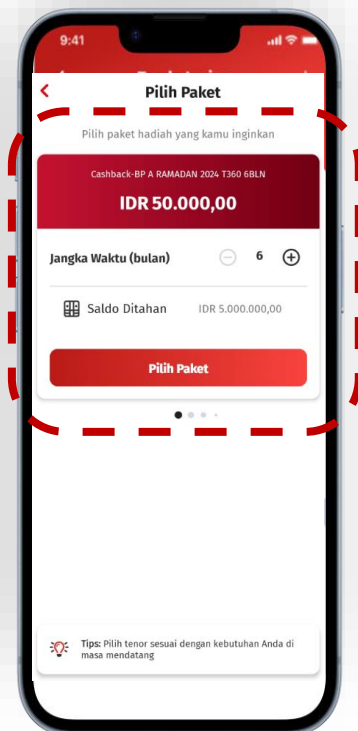 9:41
Pilih Paket
Pilih paket hadiah yang kamu inginkan
Cashback-BP A RAMADAN 2024 T360 6BLN
IDR 50.000,00
Jangka Waktu (bulan) 6
Saldo Ditahan IDR 5.000.000,00
Pilih Paket
Tips: Pilih tenor sesuai dengan kebutuhan Anda di
masa mendatang